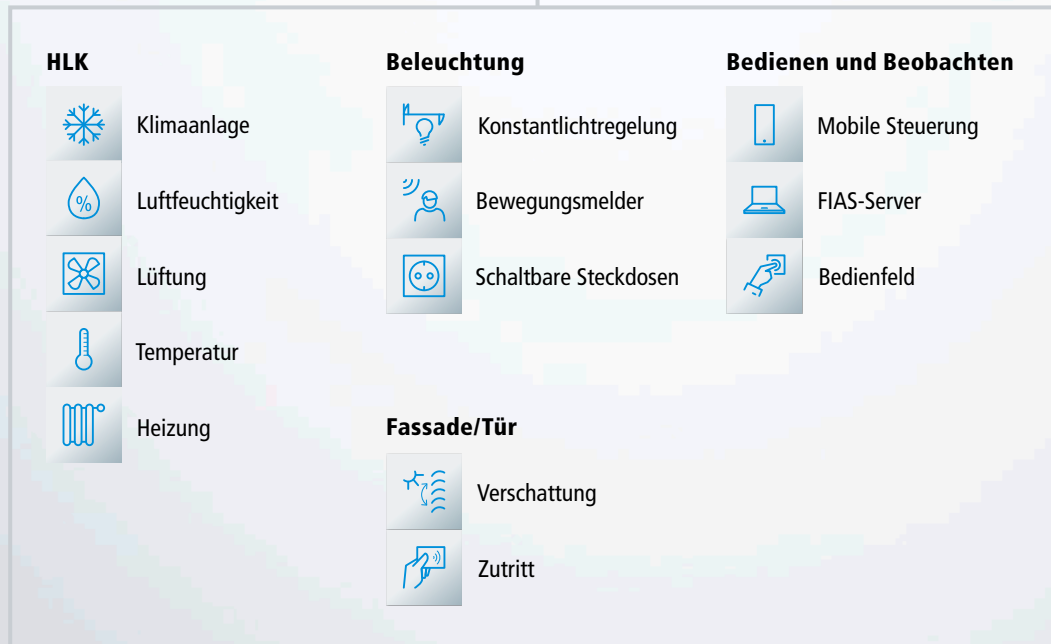 HLK
Klimaanlage
%
Luftfeuchtigkeit
Lüftung
Temperatur
Heizung
Beleuchtung
Konstantlichtregelung
Bewegungsmelder
Schaltbare Steckdosen
Fassade/Tür
Verschattung
Zutritt
Bedienen und Beobachten
Mobile Steuerung
FIAS-Server
Bedienfeld